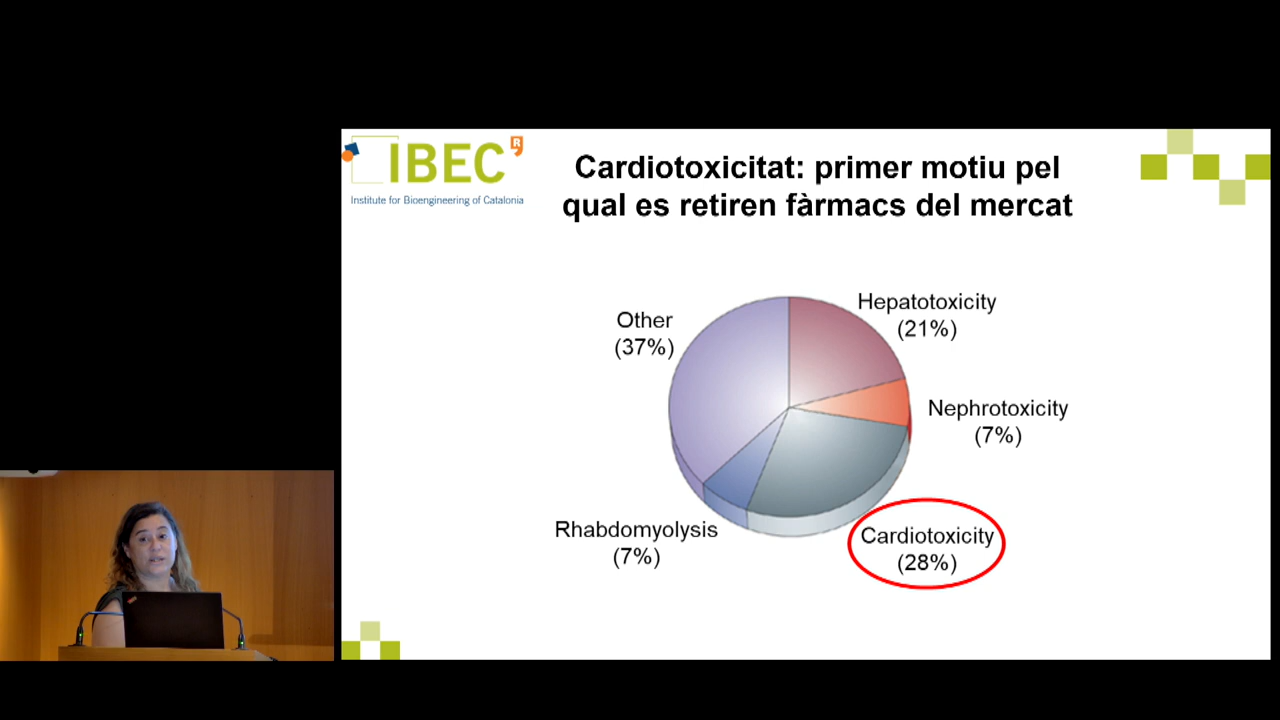 IBEC
R
Institute for Bioengineering of Catalonia
Cardiotoxicitat: primer motiu pel
qual es retiren fàrmacs del mercat
Other
(37%)
Hepatotoxicity
(21%)
Nephrotoxicity
(7%)
Rhabdomyolysis
(7%)
Cardiotoxicity
(28%)